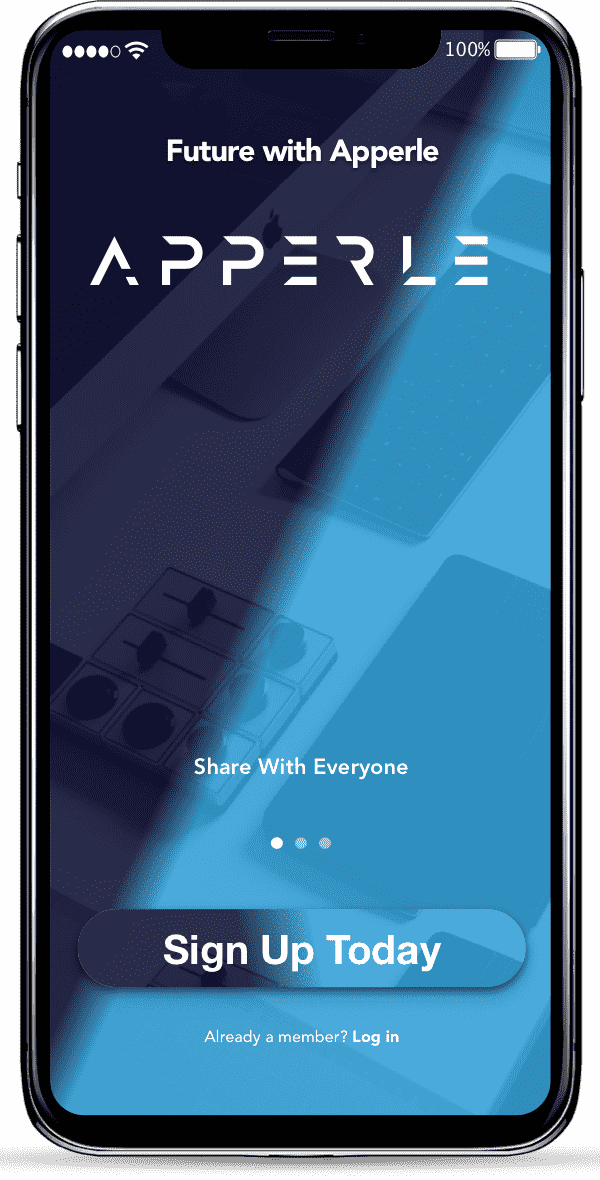 100%
Future with Apperle
APPERLE
Share With Everyone
Sign Up Today
Already a member? Log in